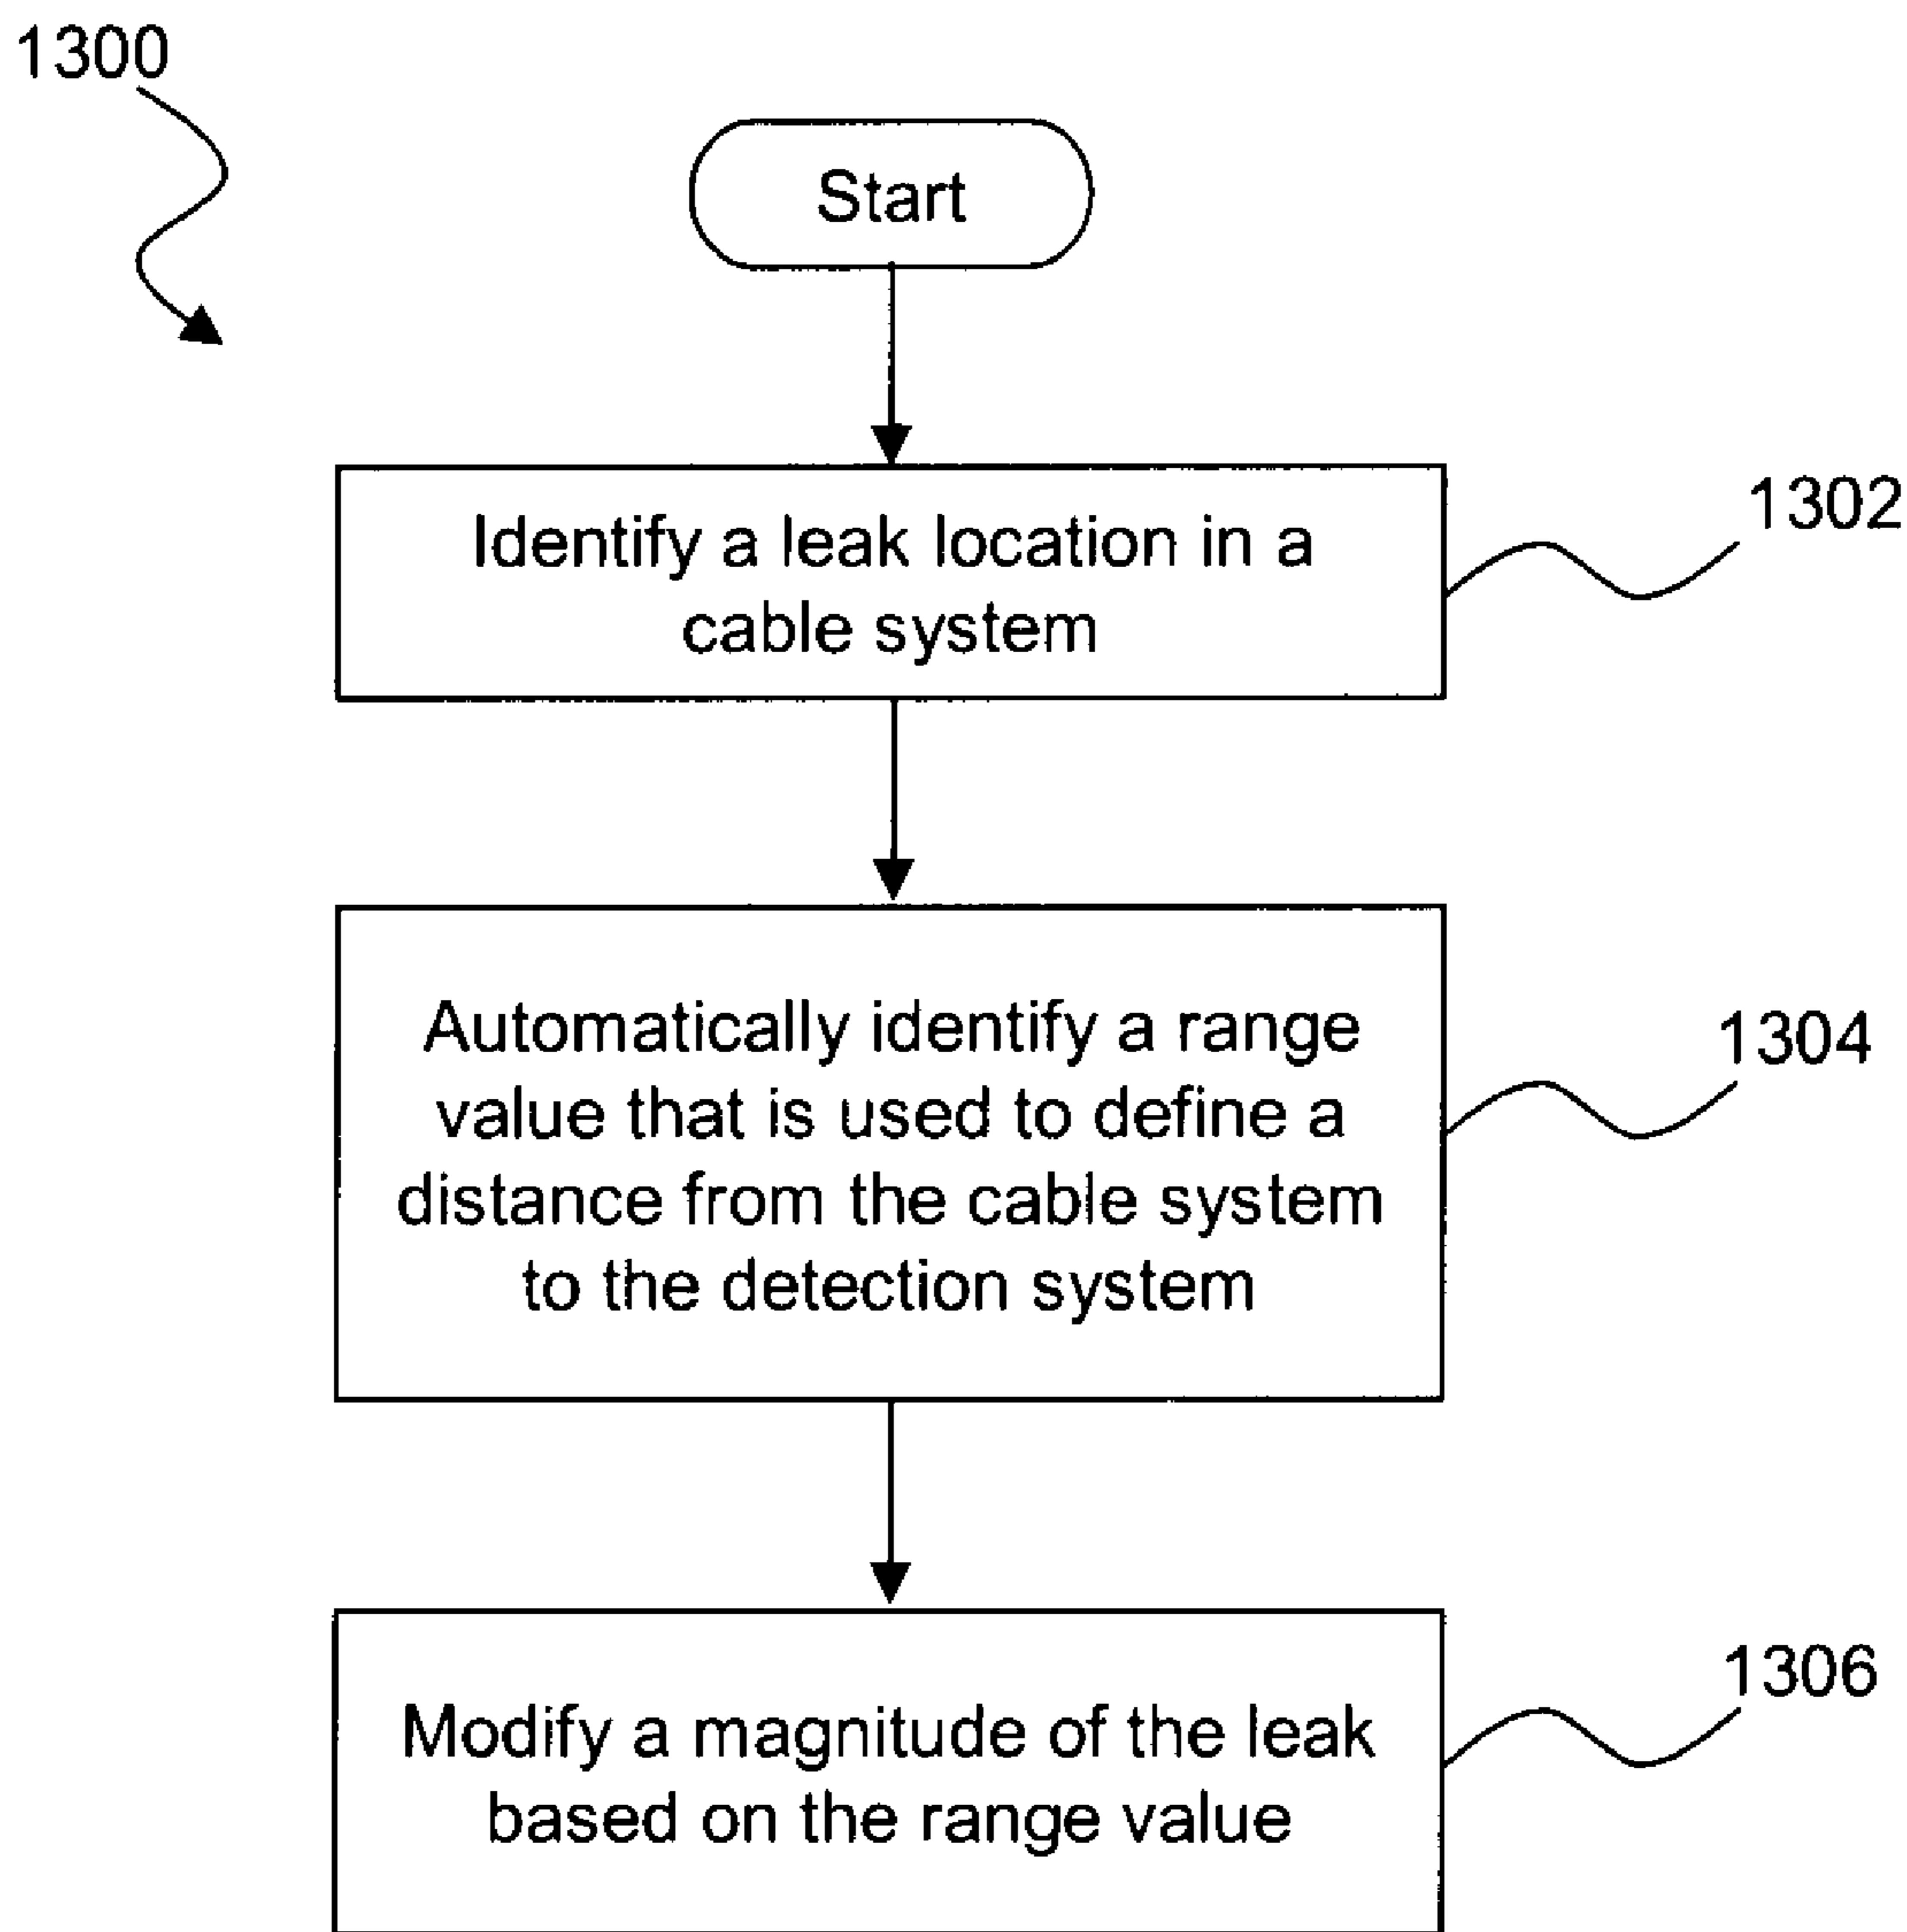 1300
Start
Identify a leak location in a
cable system
1302
Automatically identify a range
value that is used to define a
distance from the cable system
to the detection system
1304
Modify a magnitude of the leak
based on the range value
1306